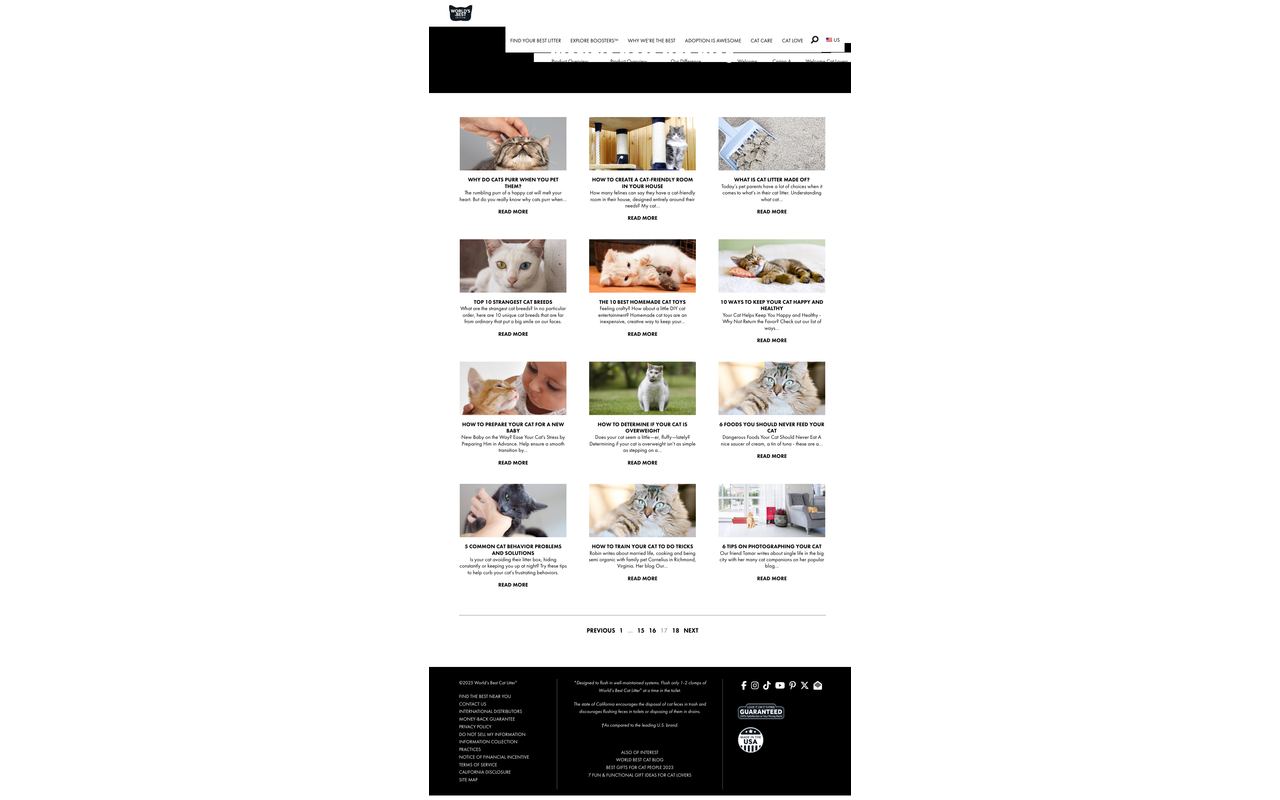 WORLD'S
BEST
FIND YOUR BEST LITTER EXPLORE BOOSTERS™ WHY WE'RE THE BEST ADOPTION IS AWESOME CAT CARE CAT LOVE US
Product Overview Product Overview Our Difference Welcome Caring 4 Welcome Cat Lovers
WHY DO CATS PURR WHEN YOU PET
THEM?
The rumbling purr of a happy cat will melt your
heart. But do you really know why cats purr when...
READ MORE
HOW TO CREATE A CAT-FRIENDLY ROOM
IN YOUR HOUSE
How many felines can say they have a cat-friendly
room in their house, designed entirely around their
needs? My cat...
READ MORE
WHAT IS CAT LITTER MADE OF?
Today's pet parents have a lot of choices when it
comes to what's in their cat litter. Understanding
what cat...
READ MORE
TOP 10 STRANGEST CAT BREEDS
What are the strangest cat breeds? In no particular
order, here are 10 unique cat breeds that are far
from ordinary that put a big smile on our faces.
READ MORE
THE 10 BEST HOMEMADE CAT TOYS
Feeling crafty? How about a little DIY cat
entertainment? Homemade cat toys are an
inexpensive, creative way to keep your...
READ MORE
10 WAYS TO KEEP YOUR CAT HAPPY AND
HEALTHY
Your Cat Helps Keep You Happy and Healthy -
Why Not Return the Favor? Check out our list of
ways...
READ MORE
HOW TO PREPARE YOUR CAT FOR A NEW
BABY
New Baby on the Way? Ease Your Cat's Stress by
Preparing Him in Advance. Help ensure a smooth
transition by...
READ MORE
HOW TO DETERMINE IF YOUR CAT IS
OVERWEIGHT
Does your cat seem a little—er, fluffy—lately?
Determining if your cat is overweight isn't as simple
as stepping on a...
READ MORE
6 FOODS YOU SHOULD NEVER FEED YOUR
CAT
Dangerous Foods Your Cat Should Never Eat A
nice saucer of cream, a tin of tuna - these are a...
READ MORE
5 COMMON CAT BEHAVIOR PROBLEMS
AND SOLUTIONS
Is your cat avoiding their litter box, hiding
constantly or keeping you up at night? Try these tips
to help curb your cat's frustrating behaviors.
READ MORE
HOW TO TRAIN YOUR CAT TO DO TRICKS
Robin writes about married life, cooking and being
semi organic with family pet Cornelius in Richmond,
Virginia. Her blog Our...
READ MORE
6 TIPS ON PHOTOGRAPHING YOUR CAT
Our friend Tamar writes about single life in the big
city with her many cat companions on her popular
blog...
READ MORE
PREVIOUS 1 ... 15 16 17 18 NEXT
©2025 World's Best Cat Litter™
FIND THE BEST NEAR YOU
CONTACT US
INTERNATIONAL DISTRIBUTORS
MONEY-BACK GUARANTEE
PRIVACY POLICY
DO NOT SELL MY INFORMATION
INFORMATION COLLECTION
PRACTICES
NOTICE OF FINANCIAL INCENTIVE
TERMS OF SERVICE
CALIFORNIA DISCLOSURE
SITE MAP
*Designed to flush in well-maintained systems. Flush only 1-2 clumps of
World's Best Cat Litter™ at a time in the toilet.
The state of California encourages the disposal of cat feces in trash and
discourages flushing feces in toilets or disposing of them in drains.
†As compared to the leading U.S. brand.
ALSO OF INTEREST
WORLD BEST CAT BLOG
BEST GIFTS FOR CAT PEOPLE 2023
7 FUN & FUNCTIONAL GIFT IDEAS FOR CAT LOVERS
GUARANTEED
MADE IN THE
USA